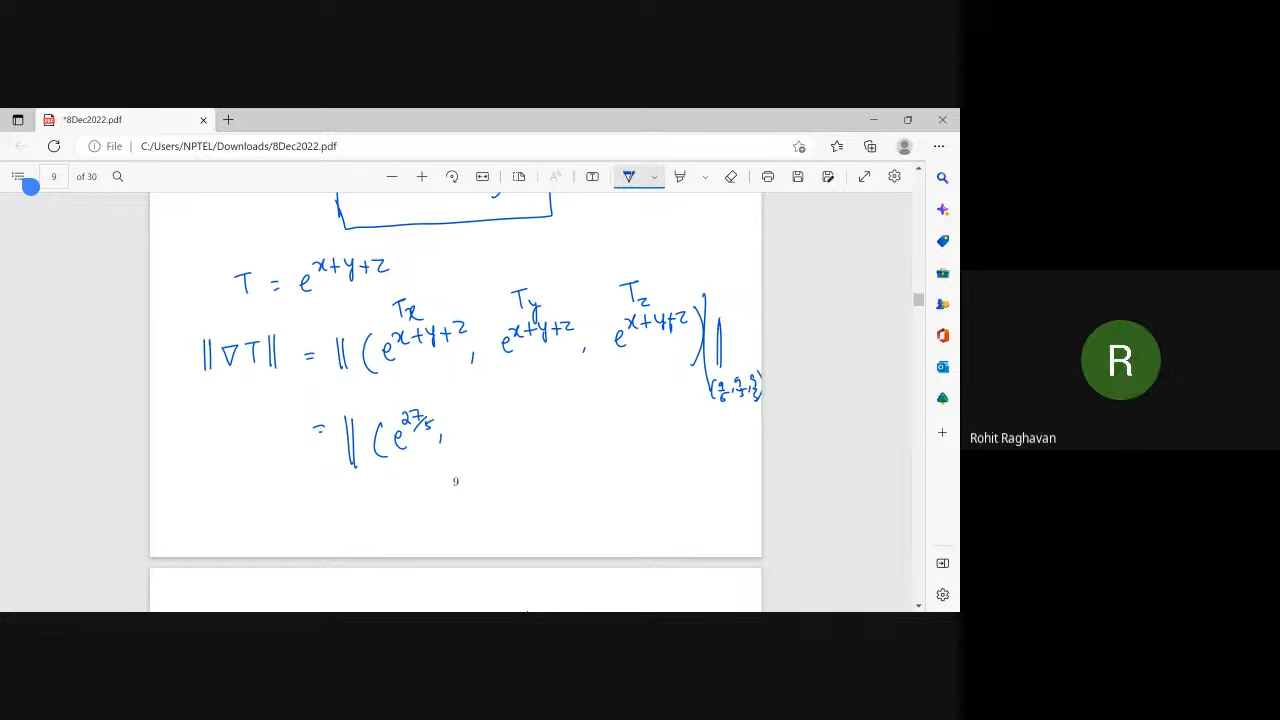 *8Dec2022.pdf
File C:/Users/NPTEL/Downloads/8Dec2022.pdf
9 of 30
T = e^{x+y+z}
T_x T_y T_z
‖∇T‖ = ‖(e^{x+y+z}, e^{x+y+z}, e^{x+y+z})|‖
= ‖(e^{27/5},
9
R
Rohit Raghavan